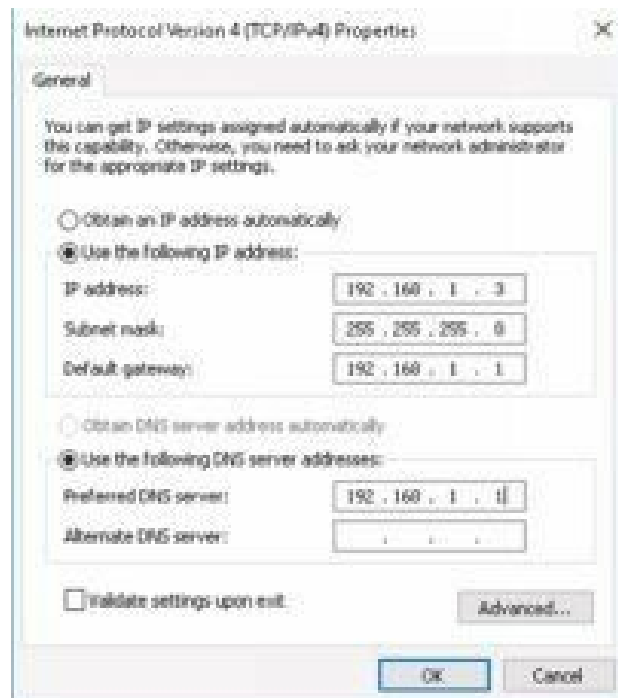 Internet Protocol Version 4 (TCP/IPv4) Properties
General
You can get IP settings assigned automatically if your network supports
this capability. Otherwise, you need to ask your network administrator
for the appropriate IP settings.
Obtain an IP address automatically
Use the following IP address:
IP address: 192 . 168 . 1 . 3
Subnet mask: 255 . 255 . 255 . 0
Default gateway: 192 . 168 . 1 . 1
Obtain DNS server address automatically
Use the following DNS server addresses:
Preferred DNS server: 192 . 168 . 1 . 1
Alternate DNS server: . . .
Validate settings upon exit
Advanced...
OK Cancel